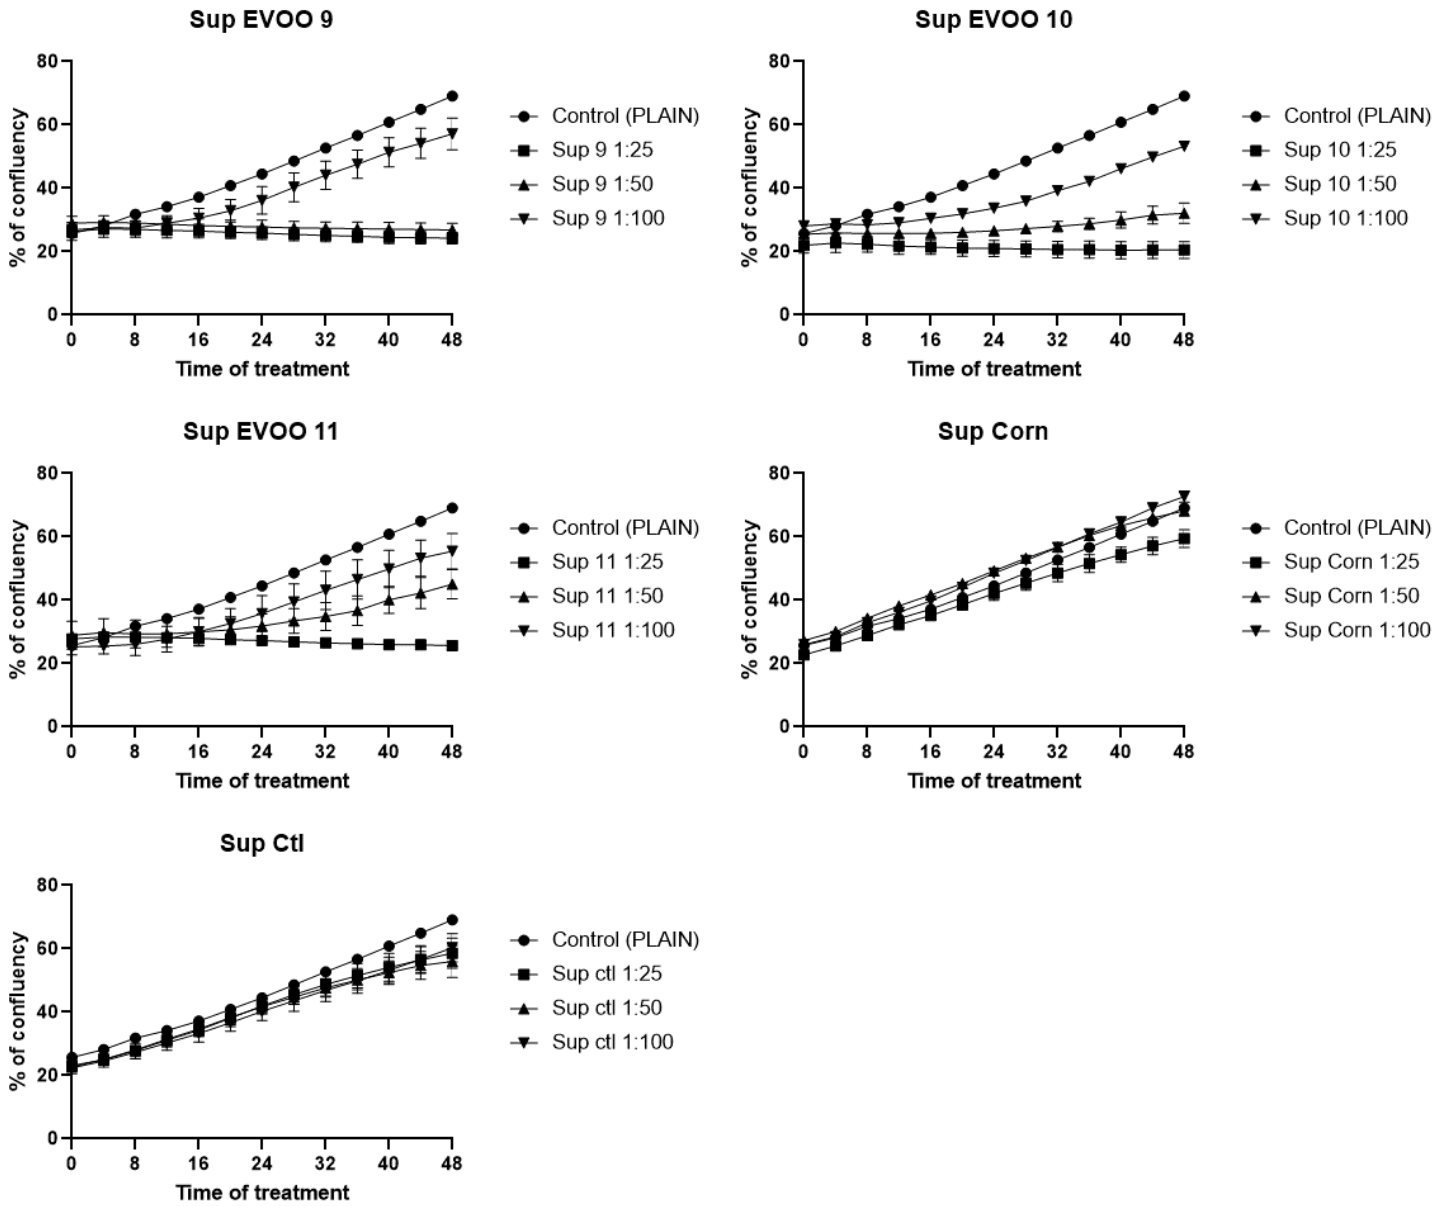 Sup EVOO 9
% of confluency
80
60
40
20
0
0 8 16 24 32 40 48
Time of treatment
Control (PLAIN)
Sup 9 1:25
Sup 9 1:50
Sup 9 1:100
Sup EVOO 10
% of confluency
80
60
40
20
0
0 8 16 24 32 40 48
Time of treatment
Control (PLAIN)
Sup 10 1:25
Sup 10 1:50
Sup 10 1:100
Sup EVOO 11
% of confluency
80
60
40
20
0
0 8 16 24 32 40 48
Time of treatment
Control (PLAIN)
Sup 11 1:25
Sup 11 1:50
Sup 11 1:100
Sup Corn
% of confluency
80
60
40
20
0
0 8 16 24 32 40 48
Time of treatment
Control (PLAIN)
Sup Corn 1:25
Sup Corn 1:50
Sup Corn 1:100
Sup Ctl
% of confluency
80
60
40
20
0
0 8 16 24 32 40 48
Time of treatment
Control (PLAIN)
Sup ctl 1:25
Sup ctl 1:50
Sup ctl 1:100